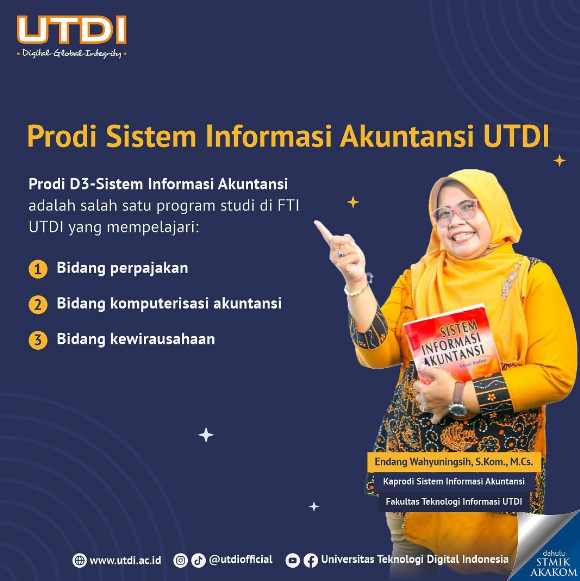 UTDI
• Digital • Global • Integrity •
Prodi Sistem Informasi Akuntansi UTDI
Prodi D3-Sistem Informasi Akuntansi
adalah salah satu program studi di FTI
UTDI yang mempelajari:
1 Bidang perpajakan
2 Bidang komputerisasi akuntansi
3 Bidang kewirausahaan
SISTEM
INFORMASI
AKUNTANSI
Endang Wahyuningsih, S.Kom., M.Cs.
Kaprodi Sistem Informasi Akuntansi
Fakultas Teknologi Informasi UTDI
www.utdi.ac.id @utdiofficial Universitas Teknologi Digital Indonesia
dahulu
STMIK
AKAKOM